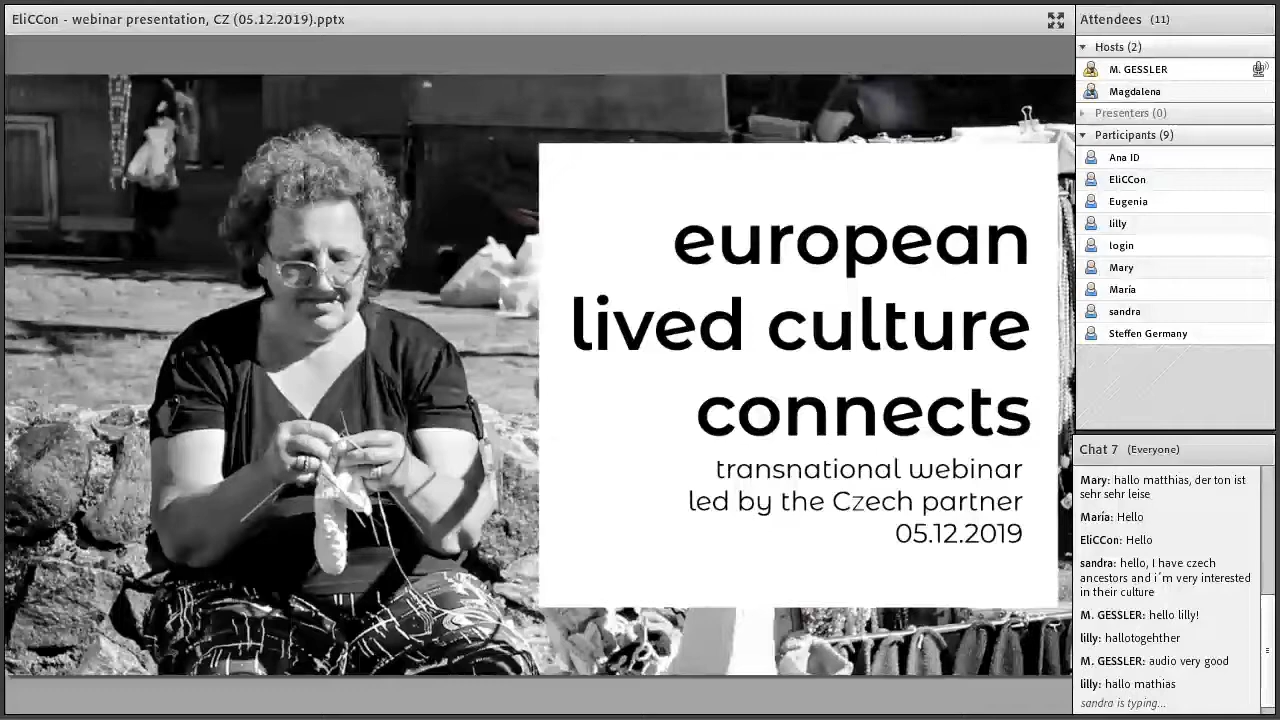 EliCCon - webinar presentation, CZ (05.12.2019).pptx
european
lived culture
connects
transnational webinar
led by the Czech partner
05.12.2019
Attendees (11)
Hosts (2)
M. GESSLER
Magdalena
Presenters (0)
Participants (9)
Ana ID
EliCCon
Eugenia
lilly
login
Mary
María
sandra
Steffen Germany
Chat 7 (Everyone)
Mary: hallo matthias, der ton ist
sehr sehr leise
María: Hello
EliCCon: Hello
sandra: hello, I have czech
ancestors and i´m very interested
in their culture
M. GESSLER: hello lilly!
lilly: hallotogehther
M. GESSLER: audio very good
lilly: hallo mathias
sandra is typing...